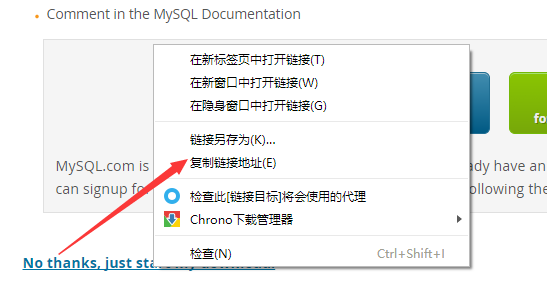 Comment in the MySQL Documentation
在新标签页中打开链接(T)
在新窗口中打开链接(W)
在隐身窗口中打开链接(G)
链接另存为(K)...
复制链接地址(E)
MySQL.com is
can signup fo
检查此[链接目标]将会使用的代理
Chrono下载管理器
检查(N) Ctrl+Shift+I
fo
ady have an
ollowing the
No thanks, just sta